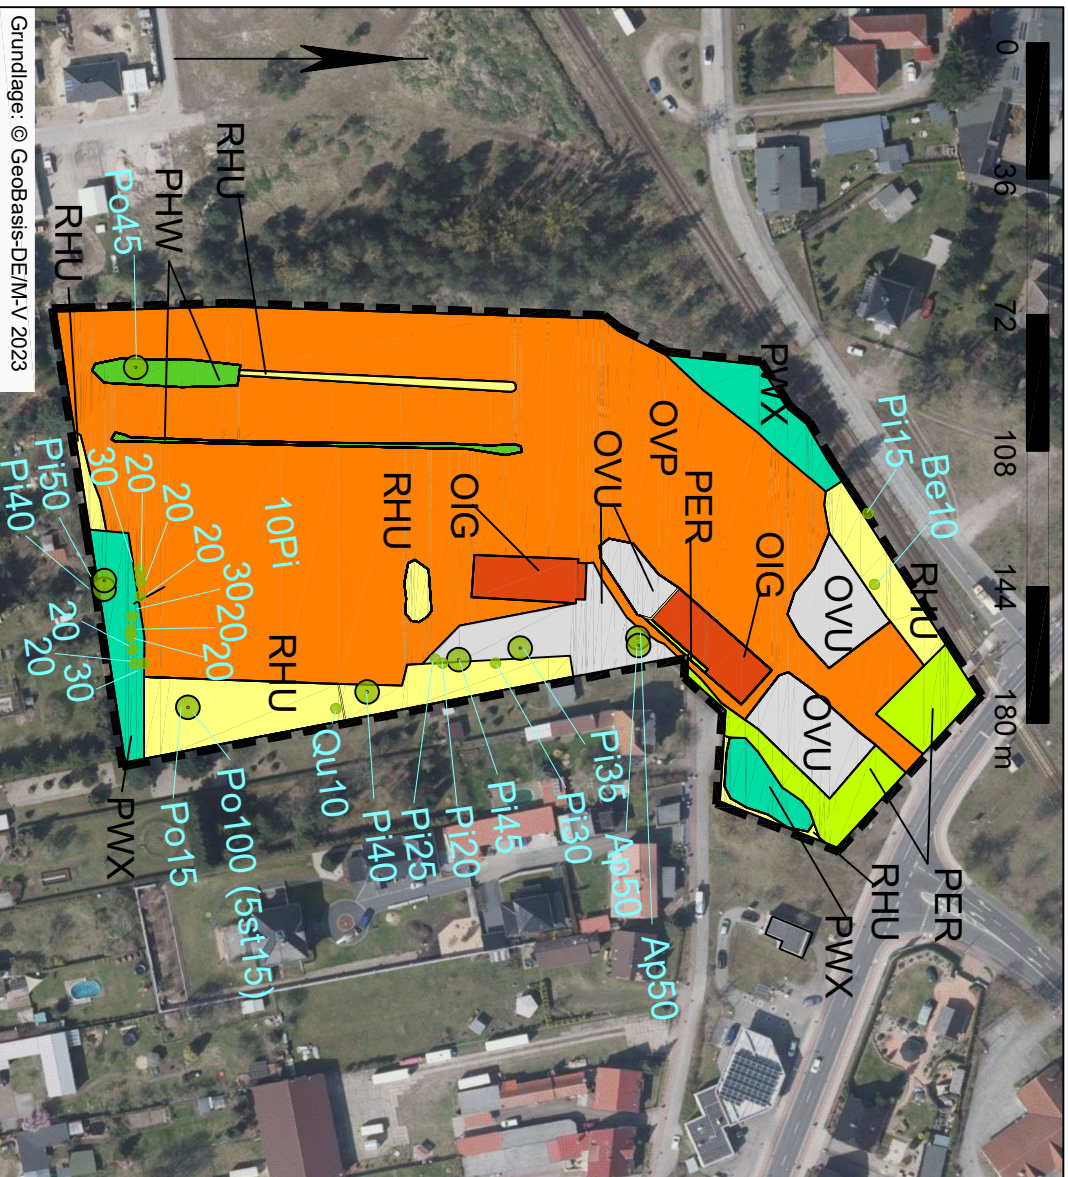 0
36
72
108
144
180 m
PWX
Pi15
Be10
RHU
OVU
OVU
OVU
OVP
PER
OIG
OIG
RHU
RHU
PHW
RHU
Po45
Pi50
Pi40
30
20
20
20
30
20
20
20
20
30
10Pi
RHU
PWX
Po15
Po100 (5st15)
Qu10
Pi40
Pi25
Pi20
Pi45
Pi30
Pi35
Ap50
Ap50
PER
RHU
PWX
Grundlage: © GeoBasis-DE/M-V 2023